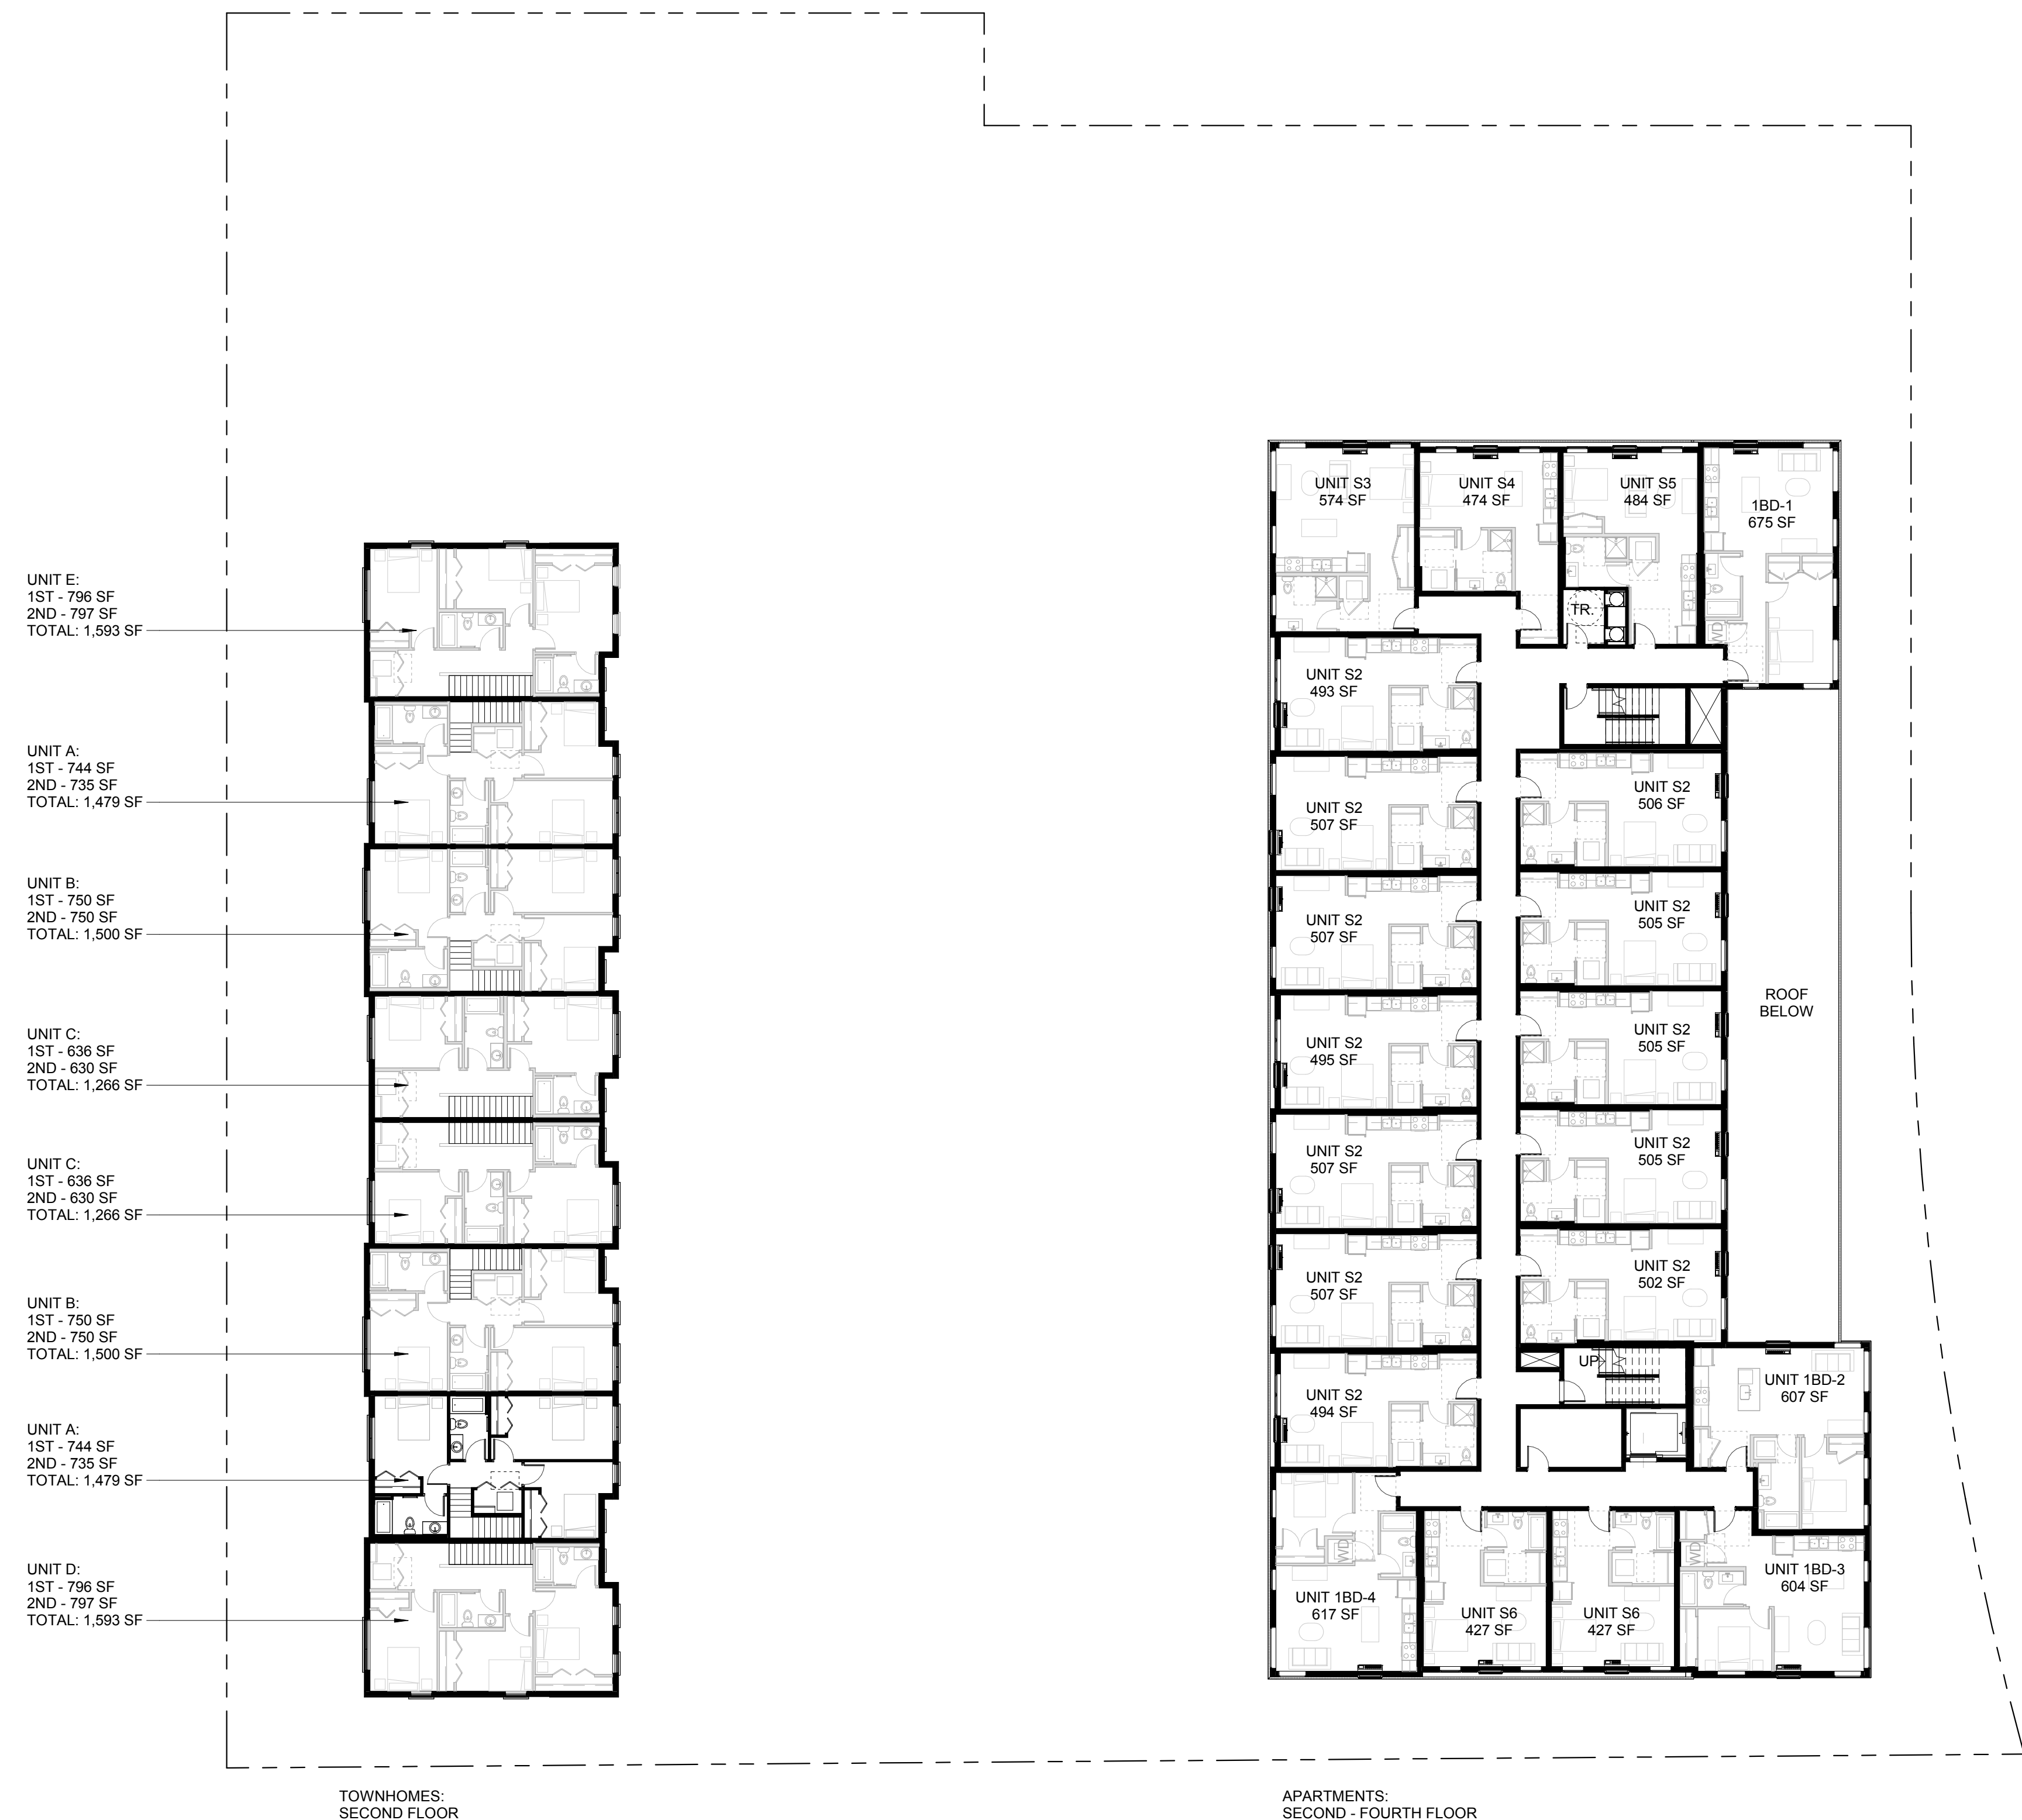 UNIT E:
1ST - 796 SF
2ND - 797 SF
TOTAL: 1,593 SF
UNIT A:
1ST - 744 SF
2ND - 735 SF
TOTAL: 1,479 SF
UNIT B:
1ST - 750 SF
2ND - 750 SF
TOTAL: 1,500 SF
UNIT C:
1ST - 636 SF
2ND - 630 SF
TOTAL: 1,266 SF
UNIT C:
1ST - 636 SF
2ND - 630 SF
TOTAL: 1,266 SF
UNIT B:
1ST - 750 SF
2ND - 750 SF
TOTAL: 1,500 SF
UNIT A:
1ST - 744 SF
2ND - 735 SF
TOTAL: 1,479 SF
UNIT D:
1ST - 796 SF
2ND - 797 SF
TOTAL: 1,593 SF
TOWNHOMES:
SECOND FLOOR
UNIT S3
574 SF
UNIT S4
474 SF
UNIT S5
484 SF
1BD-1
675 SF
TR.
WD
UNIT S2
493 SF
UNIT S2
507 SF
UNIT S2
506 SF
UNIT S2
507 SF
UNIT S2
505 SF
UNIT S2
495 SF
UNIT S2
505 SF
ROOF
BELOW
UNIT S2
507 SF
UNIT S2
505 SF
UNIT S2
507 SF
UNIT S2
502 SF
UNIT S2
494 SF
UP
UNIT 1BD-2
607 SF
WD
WD
UNIT 1BD-4
617 SF
UNIT S6
427 SF
UNIT S6
427 SF
UNIT 1BD-3
604 SF
APARTMENTS:
SECOND - FOURTH FLOOR